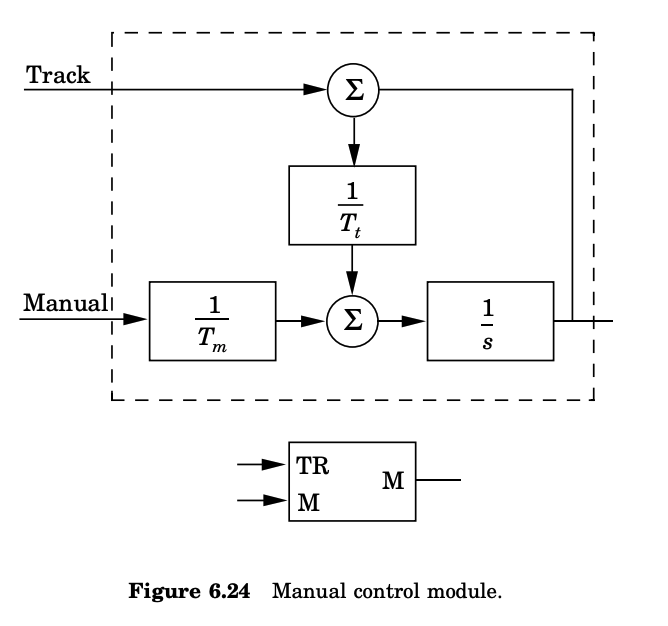 Track
Σ
1
T_t
Manual
1
T_m
Σ
1
s
TR
M
M
Figure 6.24 Manual control module.